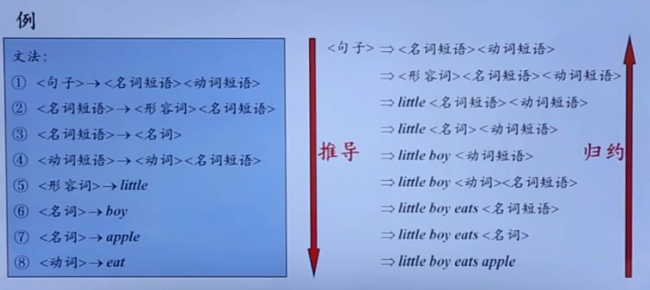 例
文法：
① <句子>→<名词短语><动词短语>
② <名词短语>→<形容词><名词短语>
③ <名词短语>→<名词>
④ <动词短语>→<动词><名词短语>
⑤ <形容词>→little
⑥ <名词>→boy
⑦ <名词>→apple
⑧ <动词>→eat
推导
<句子> ⇒<名词短语><动词短语>
⇒<形容词><名词短语><动词短语>
⇒little <名词短语><动词短语>
⇒little <名词><动词短语>
⇒little boy <动词短语>
⇒little boy <动词><名词短语>
⇒little boy eats <名词短语>
⇒little boy eats <名词>
⇒little boy eats apple
归约